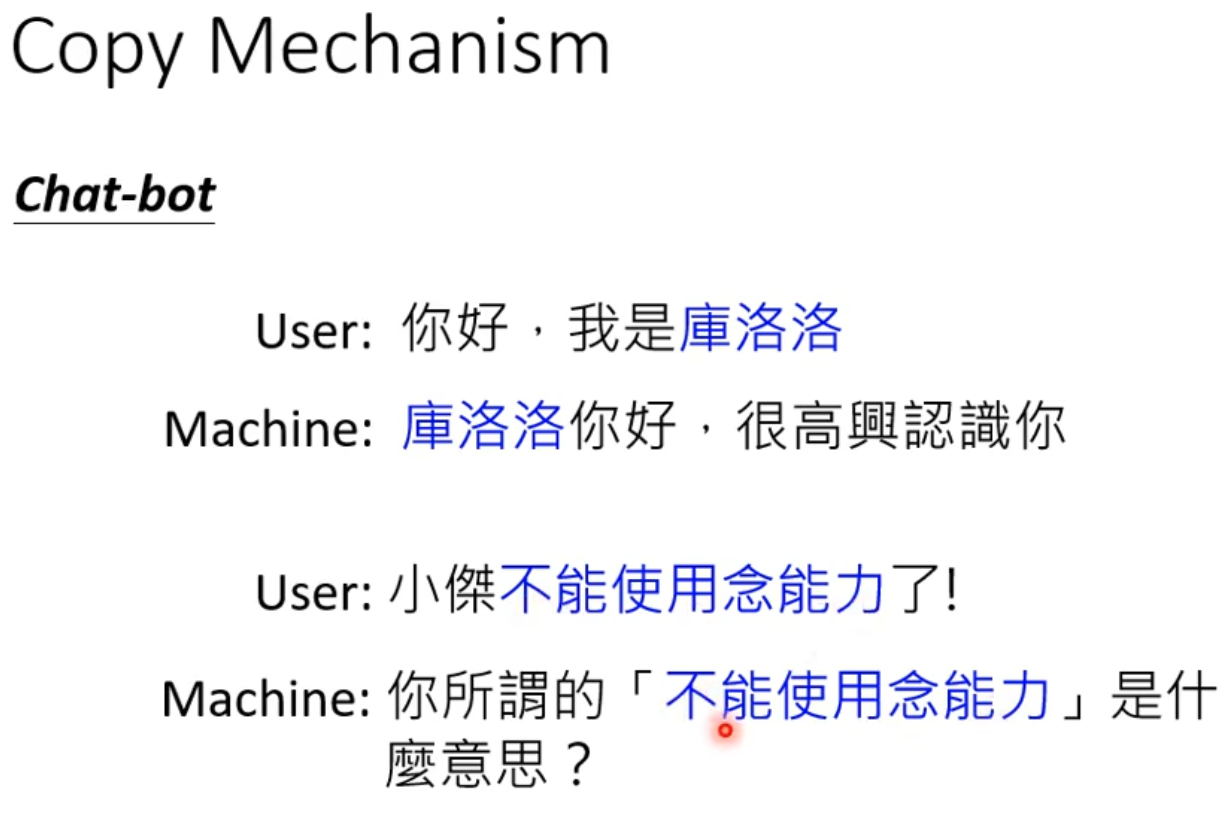 Copy Mechanism
Chat-bot
User: 你好，我是庫洛洛
Machine: 庫洛洛你好，很高興認識你
User: 小傑不能使用念能力了!
Machine: 你所謂的「不能使用念能力」是什
麼意思？